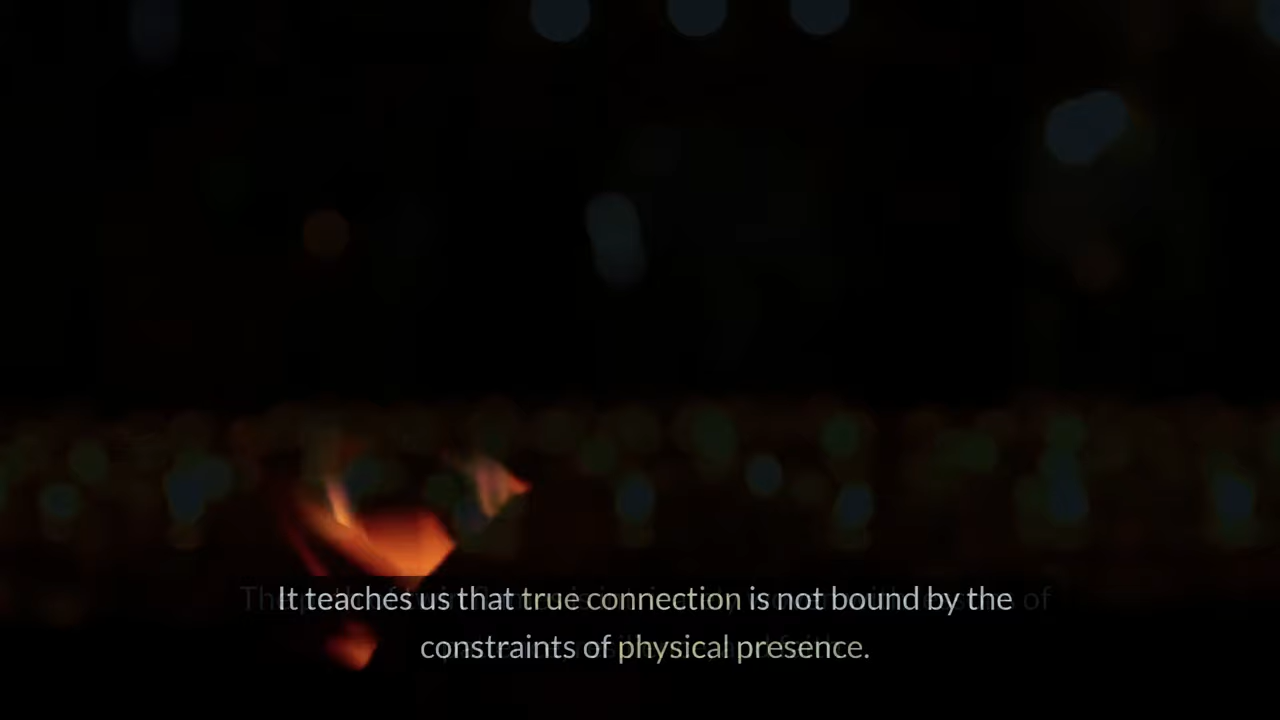 It teaches us that true connection is not bound by the
constraints of physical presence.